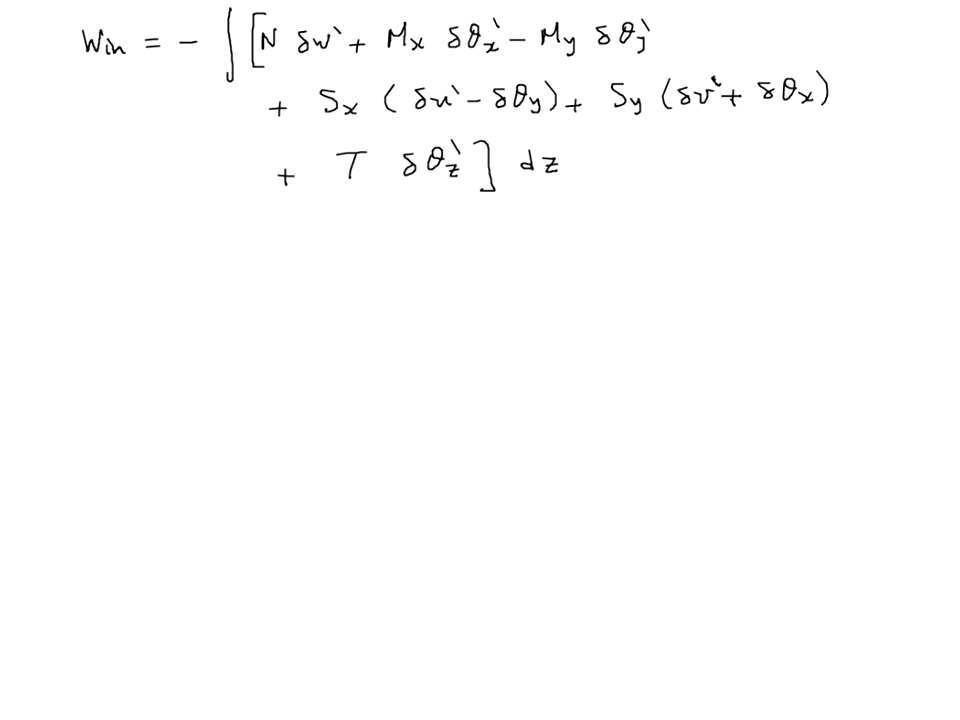 Win = - ∫ [N δw` + Mx δθx` - My δθy`
+ Sx ( δu` - δθy) + Sy (δv` + δθx)
+ T δθz` ] dz